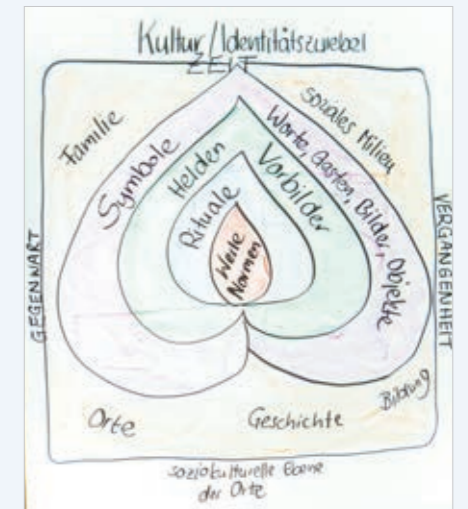 Kultur/Identitätszwiebel
ZEIT
Familie
soziales Milieu
Symbole
Worte, Gesten, Bilder, Objekte
Helden
Vorbilder
Rituale
Werte
Normen
GEGENWART
VERGANGENHEIT
Orte
Geschichte
Bildung
soziokulturelle Ebene
der Orte